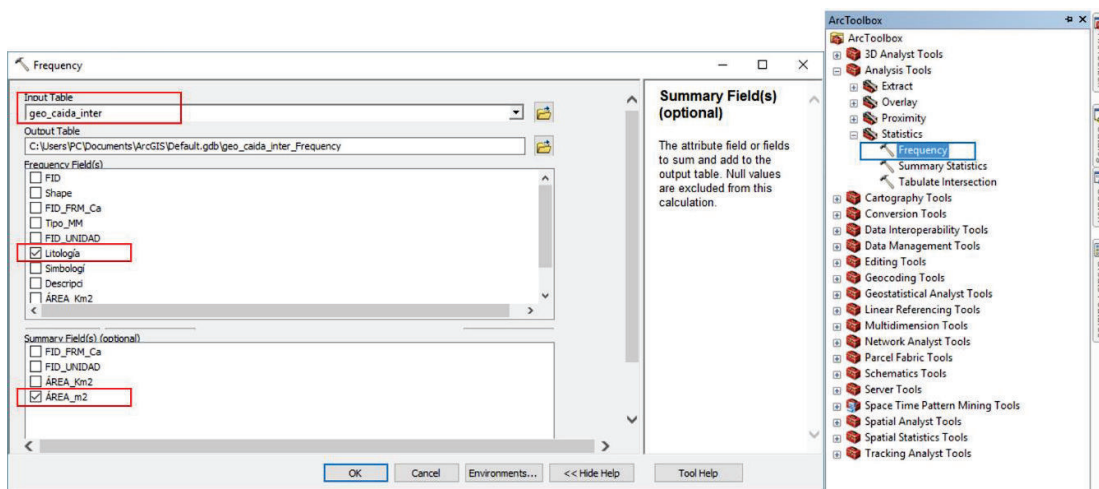 Frequency
Input Table
geo_caida_inter
Output Table
C:\Users\PC\Documents\ArcGIS\Default.gdb\geo_caida_inter_Frequency
Frequency Field(s)
FID
Shape
FID_FRM_Ca
Tipo_MM
FID_UNIDAD
Litología
Simbologí
Descripci
ÁREA_Km2
Summary Field(s) (optional)
FID_FRM_Ca
FID_UNIDAD
ÁREA_Km2
ÁREA_m2
OK
Cancel
Environments...
<< Hide Help
Tool Help
Summary Field(s)
(optional)
The attribute field or fields
to sum and add to the
output table. Null values
are excluded from this
calculation.
ArcToolbox
ArcToolbox
3D Analyst Tools
Analysis Tools
Extract
Overlay
Proximity
Statistics
Frequency
Summary Statistics
Tabulate Intersection
Cartography Tools
Conversion Tools
Data Interoperability Tools
Data Management Tools
Editing Tools
Geocoding Tools
Geostatistical Analyst Tools
Linear Referencing Tools
Multidimension Tools
Network Analyst Tools
Parcel Fabric Tools
Schematics Tools
Server Tools
Space Time Pattern Mining Tools
Spatial Analyst Tools
Spatial Statistics Tools
Tracking Analyst Tools